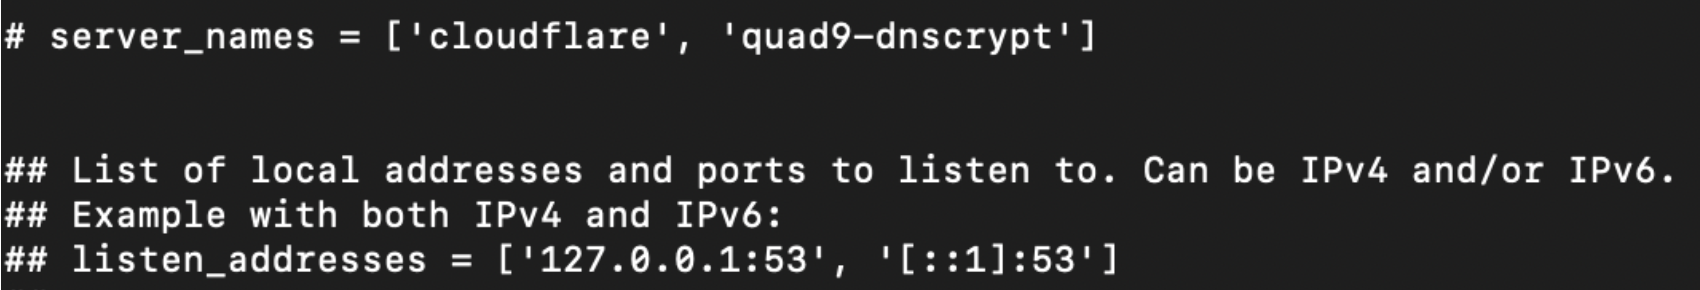 # server_names = ['cloudflare', 'quad9-dnscrypt']
## List of local addresses and ports to listen to. Can be IPv4 and/or IPv6.
## Example with both IPv4 and IPv6:
## listen_addresses = ['127.0.0.1:53', '[::1]:53']